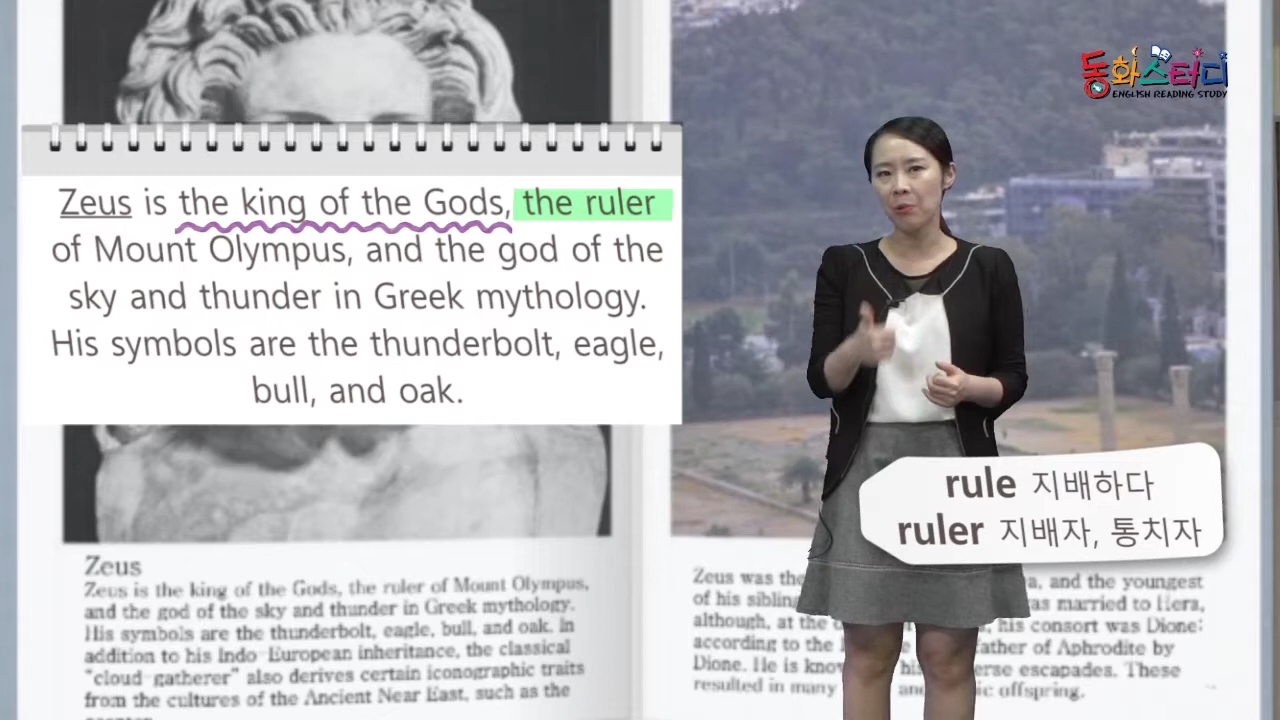 동화스타디
ENGLISH READING STUDY
Zeus is the king of the Gods, the ruler
of Mount Olympus, and the god of the
sky and thunder in Greek mythology.
His symbols are the thunderbolt, eagle,
bull, and oak.
rule 지배하다
ruler 지배자, 통치자
Zeus
Zeus is the king of the Gods, the ruler of Mount Olympus,
and the god of the sky and thunder in Greek mythology.
His symbols are the thunderbolt, eagle, bull, and oak. In
addition to his Indo European inheritance, the classical
"cloud gatherer" also derives certain iconographic traits
from the cultures of the Ancient Near East, such as the
Zeus was the and the youngest
of his was married to Hera,
although, at the his consort was Dione:
according to the father of Aphrodite by
Dione. He is escapades. These
resulted in many offspring.